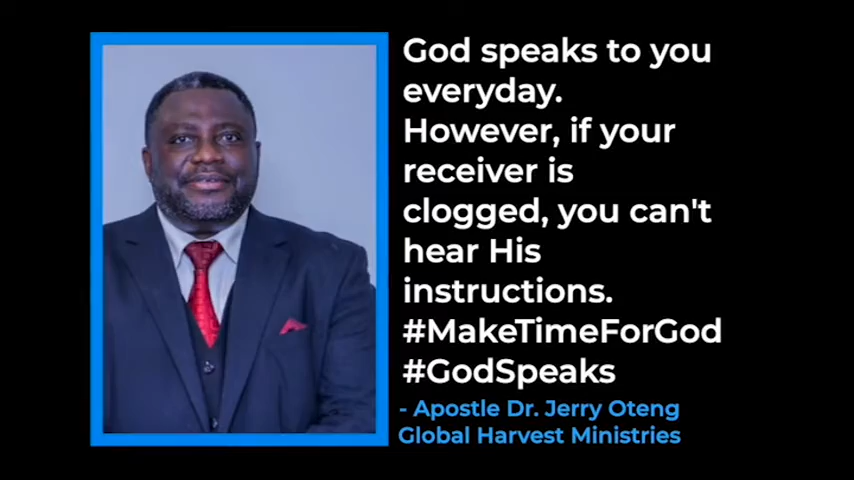 God speaks to you
everyday.
However, if your
receiver is
clogged, you can't
hear His
instructions.
#MakeTimeForGod
#GodSpeaks
- Apostle Dr. Jerry Oteng
Global Harvest Ministries